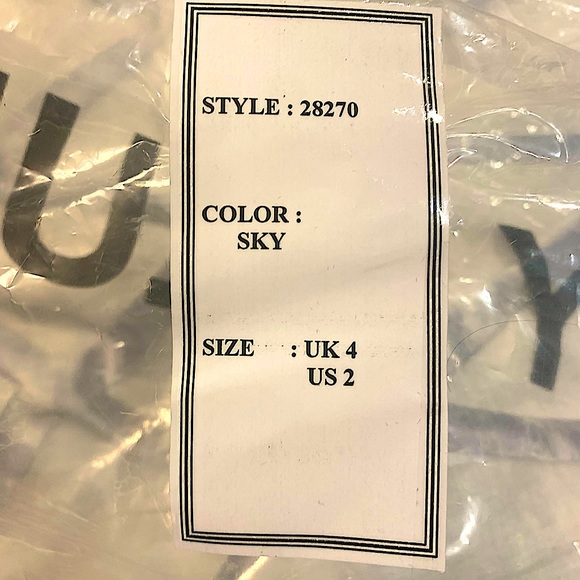 STYLE : 28270
COLOR :
SKY
SIZE : UK 4
US 2